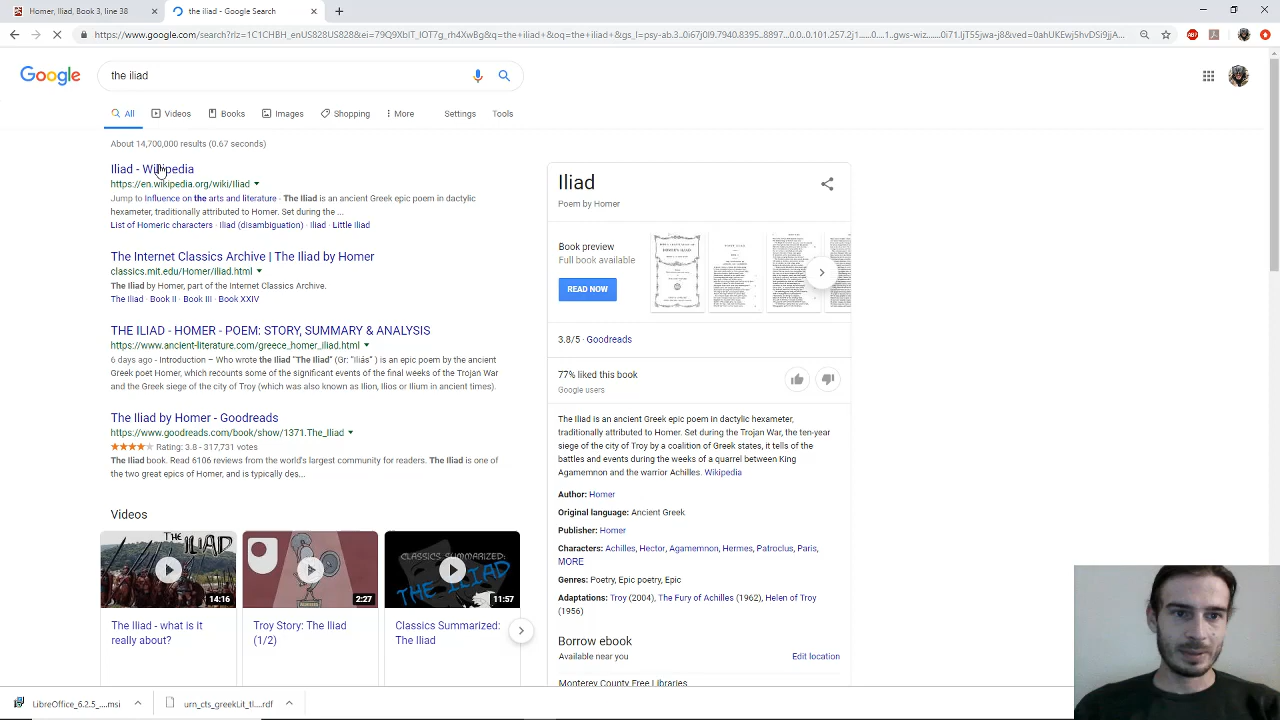 Homer, Iliad, Book 3, line 38
the iliad - Google Search
https://www.google.com/search?rlz=1C1CHBH_enUS828US828&ei=79Q9XbIT_IOT7g_rh4XwBg&q=the iliad+&oq=the iliad+&gs_l=psy-ab.3..0i67j0l9.7940.8395..8897...0.0..0.101.257.2j1......0....1..gws-wiz.......0i71.IjT55jwa-j8&ved=0ahUKEwj5hvDSi9jjA...
Google
the iliad
All
Videos
Books
Images
Shopping
More
Settings
Tools
About 14,700,000 results (0.67 seconds)
Iliad - Wikipedia
https://en.wikipedia.org/wiki/Iliad
Jump to Influence on the arts and literature - The Iliad is an ancient Greek epic poem in dactylic
hexameter, traditionally attributed to Homer. Set during the ...
List of Homeric characters · Iliad (disambiguation) · Iliad · Little Iliad
The Internet Classics Archive | The Iliad by Homer
classics.mit.edu/Homer/iliad.html
The Iliad by Homer, part of the Internet Classics Archive.
The Iliad · Book II · Book III · Book XXIV
THE ILIAD - HOMER - POEM: STORY, SUMMARY & ANALYSIS
https://www.ancient-literature.com/greece_homer_iliad.html
6 days ago - Introduction – Who wrote the Iliad "The Iliad" (Gr: "Iliás" ) is an epic poem by the ancient
Greek poet Homer, which recounts some of the significant events of the final weeks of the Trojan War
and the Greek siege of the city of Troy (which was also known as Ilion, Ilios or Ilium in ancient times).
The Iliad by Homer - Goodreads
https://www.goodreads.com/book/show/1371.The_Iliad
Rating: 3.8 - 317,731 votes
The Iliad book. Read 6106 reviews from the world's largest community for readers. The Iliad is one of
the two great epics of Homer, and is typically des...
Videos
THE ILIAD
14:16
2:27
CLASSICS SUMMARIZED:
THE ILIAD
11:57
The Iliad - what is it
really about?
Troy Story: The Iliad
(1/2)
Classics Summarized:
The Iliad
Iliad
Poem by Homer
Book preview
Full book available
READ NOW
3.8/5 · Goodreads
77% liked this book
Google users
The Iliad is an ancient Greek epic poem in dactylic hexameter,
traditionally attributed to Homer. Set during the Trojan War, the ten-year
siege of the city of Troy by a coalition of Greek states, it tells of the
battles and events during the weeks of a quarrel between King
Agamemnon and the warrior Achilles. Wikipedia
Author: Homer
Original language: Ancient Greek
Publisher: Homer
Characters: Achilles, Hector, Agamemnon, Hermes, Patroclus, Paris,
MORE
Genres: Poetry, Epic poetry, Epic
Adaptations: Troy (2004), The Fury of Achilles (1962), Helen of Troy
(1956)
Borrow ebook
Available near you
Edit location
Monterey County Free Libraries
LibreOffice_6.2.5_....msi
urn_cts_greekLit_tl....rdf